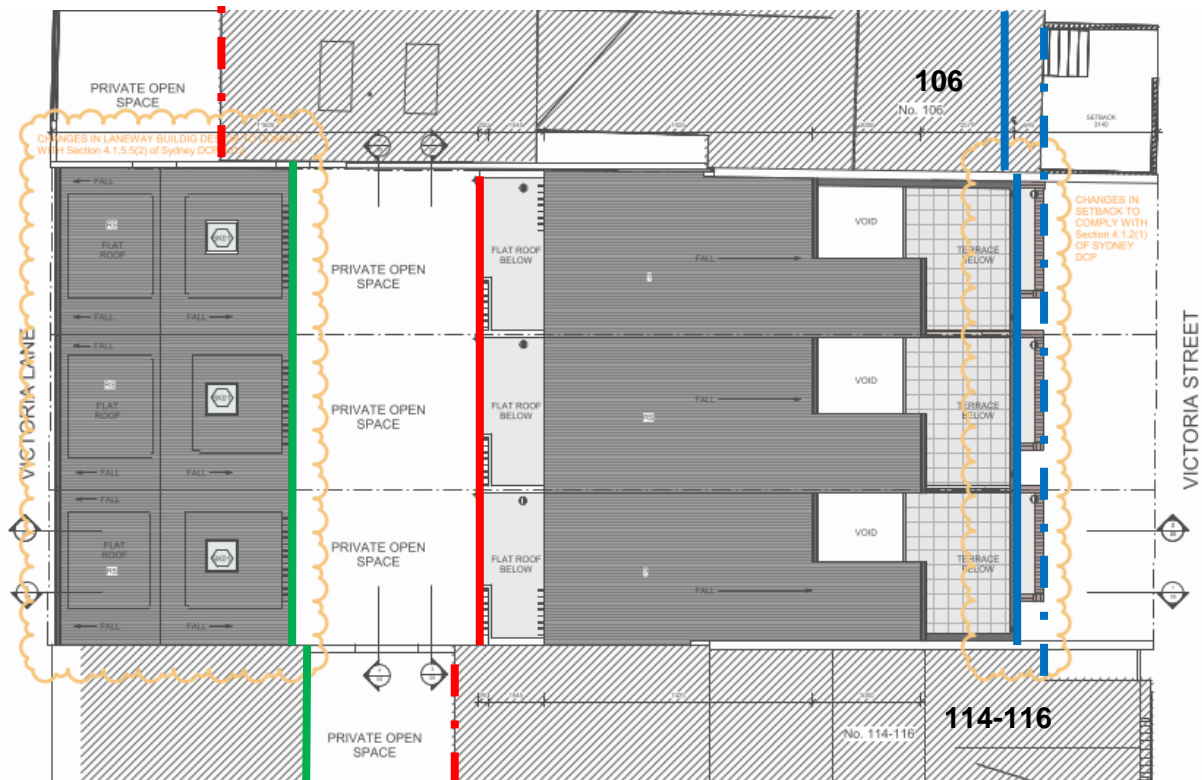 106
PRIVATE OPEN
SPACE
No. 106
SETBACK
3140
CHANGES IN LANEWAY BUILDIG
WITH Section 4.1.5.5(2) of Sydney DCP
FALL
FLAT
ROOF
FALL
FALL
PRIVATE OPEN
SPACE
FLAT ROOF
BELOW
FALL
VOID
TERRACE
BELOW
CHANGES IN
SETBACK TO
COMPLY WITH
Section 4.1.2(1)
OF SYDNEY
DCP
VICTORIA LANE
FALL
FLAT
ROOF
FALL
FALL
PRIVATE OPEN
SPACE
FLAT ROOF
BELOW
FALL
VOID
TERRACE
BELOW
VICTORIA STREET
FALL
FLAT
ROOF
FALL
FALL
PRIVATE OPEN
SPACE
FLAT ROOF
BELOW
FALL
VOID
TERRACE
BELOW
PRIVATE OPEN
SPACE
114-116
No. 114-116